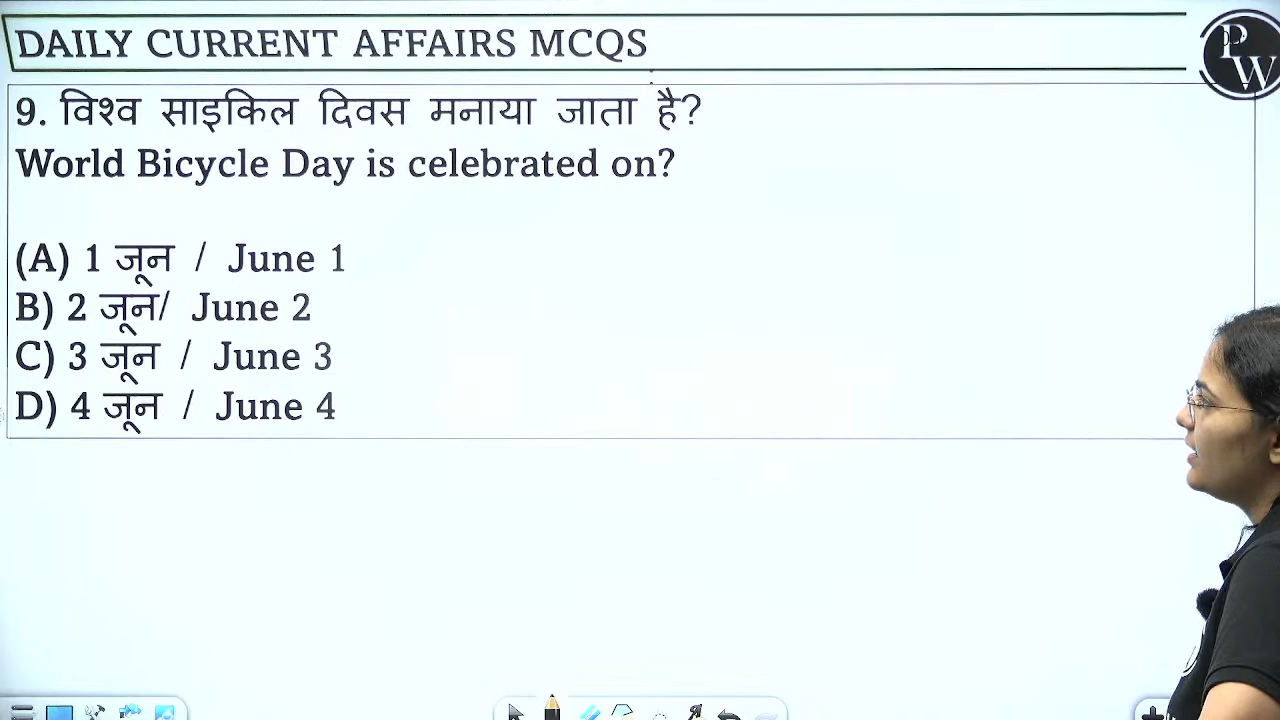 DAILY CURRENT AFFAIRS MCQS
PW
9. विश्व साइकिल दिवस मनाया जाता है?
World Bicycle Day is celebrated on?
(A) 1 जून / June 1
B) 2 जून/ June 2
C) 3 जून / June 3
D) 4 जून / June 4